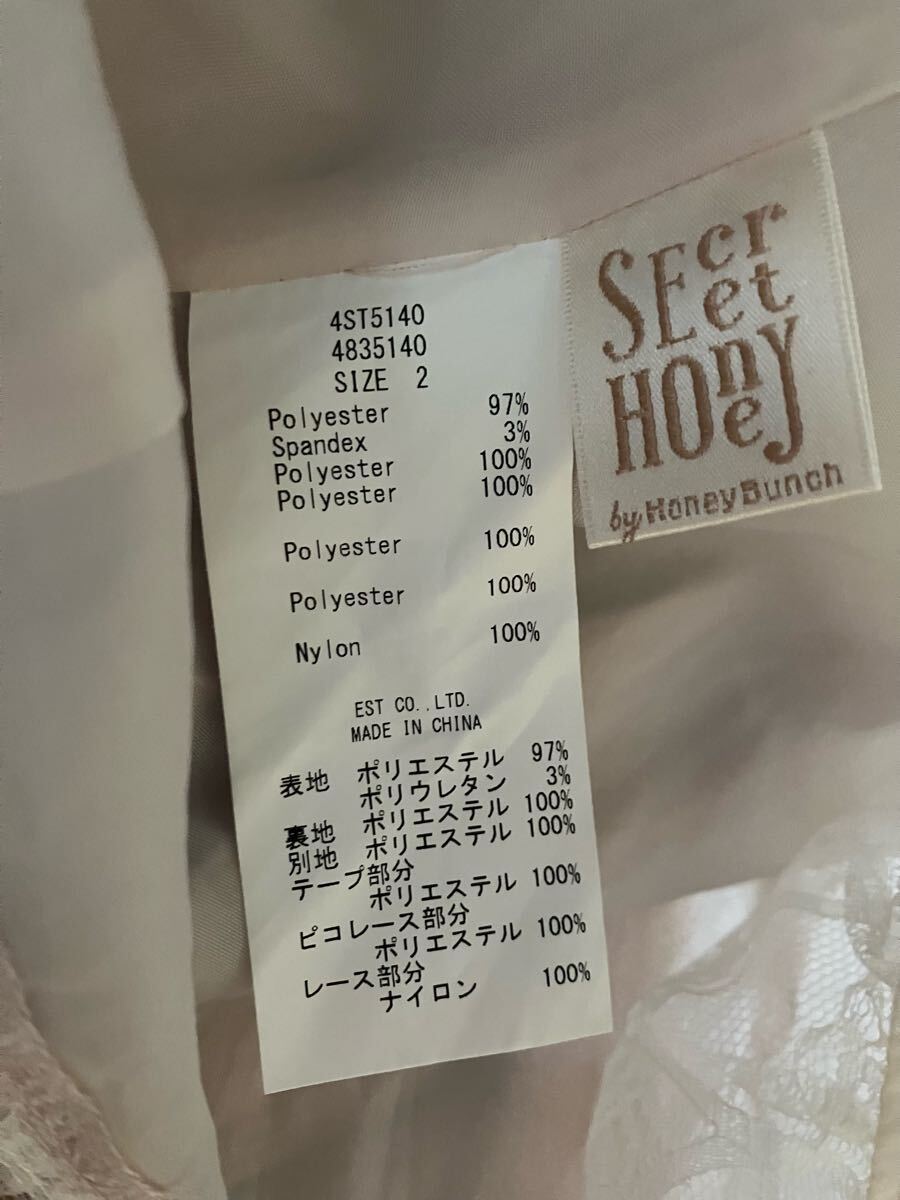 4ST5140
4835140
SIZE 2
Polyester 97%
Spandex 3%
Polyester 100%
Polyester 100%
Polyester 100%
Polyester 100%
Nylon 100%
EST CO.,LTD.
MADE IN CHINA
表地 ポリエステル 97%
ポリウレタン 3%
裏地 ポリエステル 100%
別地 ポリエステル 100%
テープ部分
ポリエステル 100%
ピコレース部分
ポリエステル 100%
レース部分
ナイロン 100%
SEcret
HOneY
by HoneyBunch